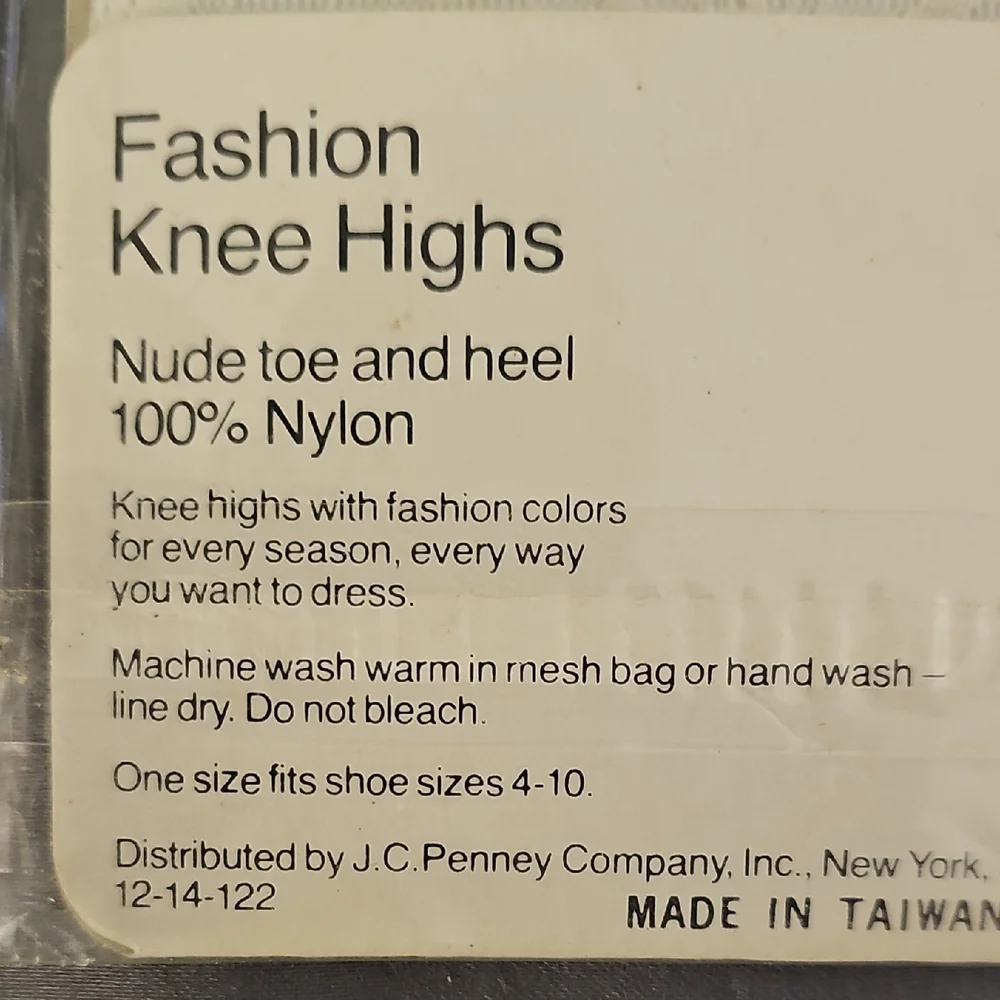 Fashion
Knee Highs
Nude toe and heel
100% Nylon
Knee highs with fashion colors
for every season, every way
you want to dress.
Machine wash warm in mesh bag or hand wash –
line dry. Do not bleach.
One size fits shoe sizes 4-10.
Distributed by J.C.Penney Company, Inc., New York,
12-14-122
MADE IN TAIWAN